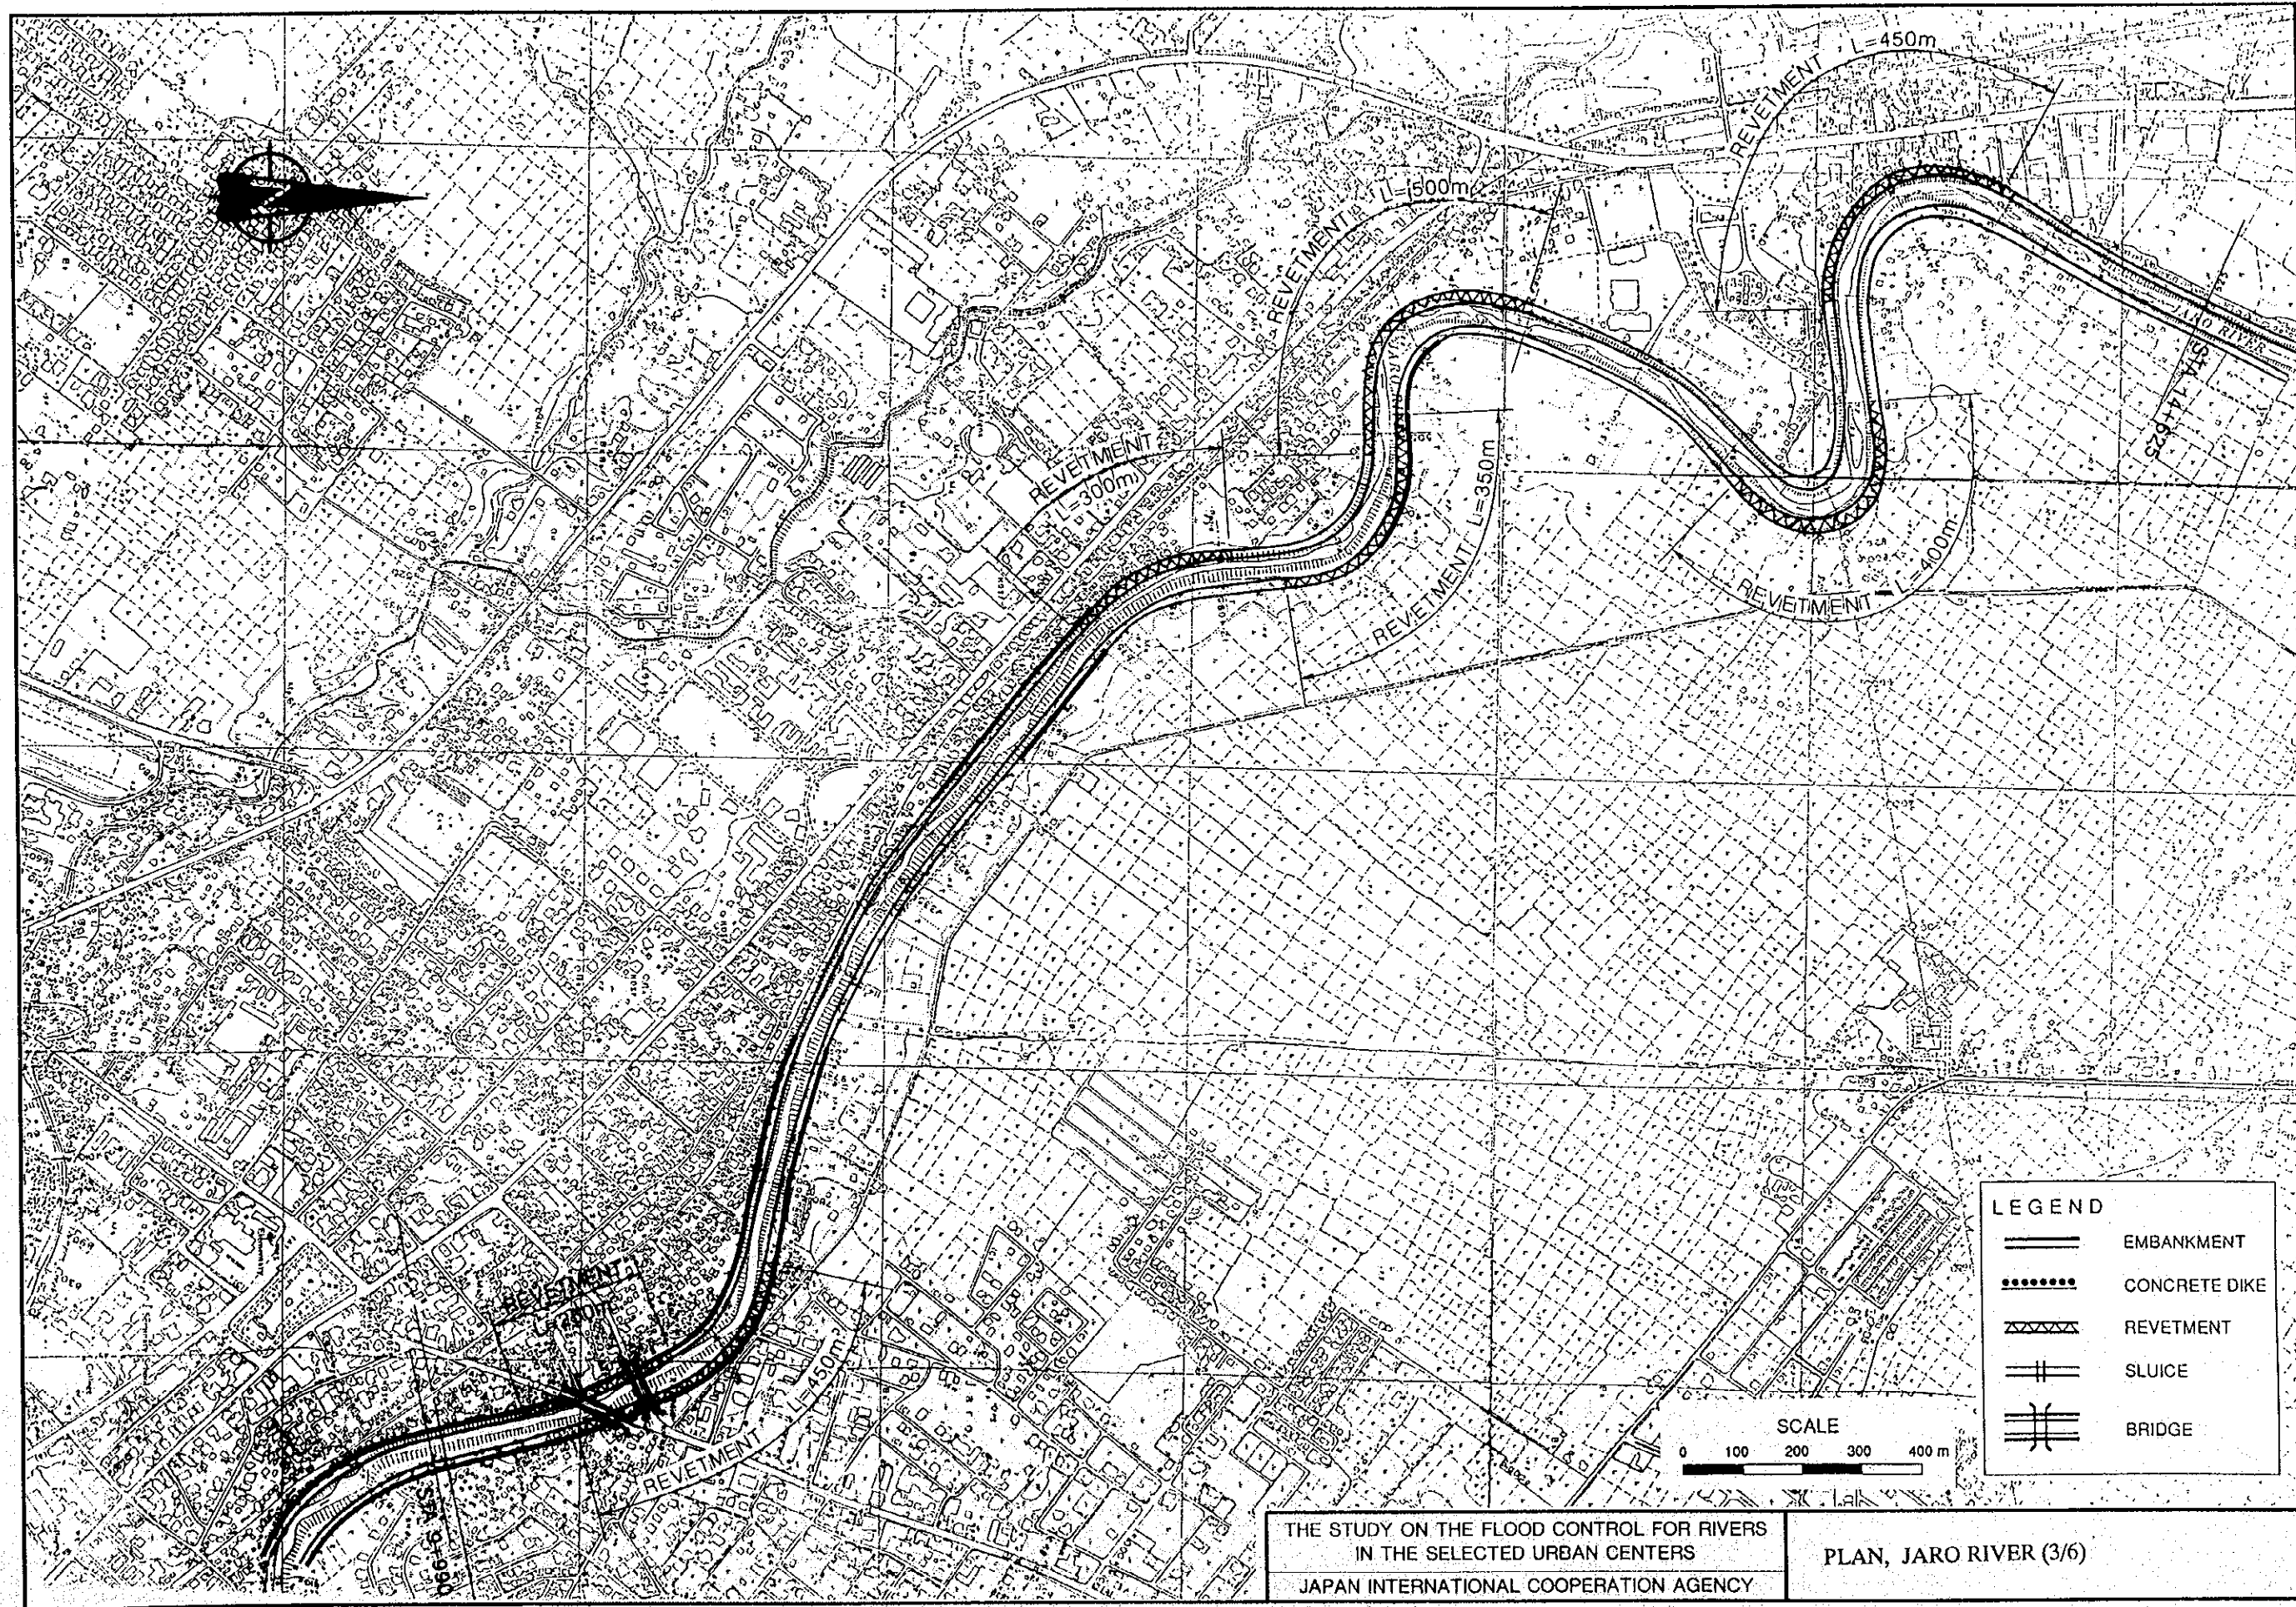 L=450m
REVETMENT
L=500m
REVETMENT
JARO RIVER
STA. 14+625
REVETMENT
L=300m
L=350m
REVETMENT
L=400m
REVETMENT
REVETMENT
L=450m
REVETMENT
STA 9+990
LEGEND
EMBANKMENT
CONCRETE DIKE
REVETMENT
SLUICE
BRIDGE
SCALE
0 100 200 300 400 m
THE STUDY ON THE FLOOD CONTROL FOR RIVERS
IN THE SELECTED URBAN CENTERS
JAPAN INTERNATIONAL COOPERATION AGENCY
PLAN, JARO RIVER (3/6)